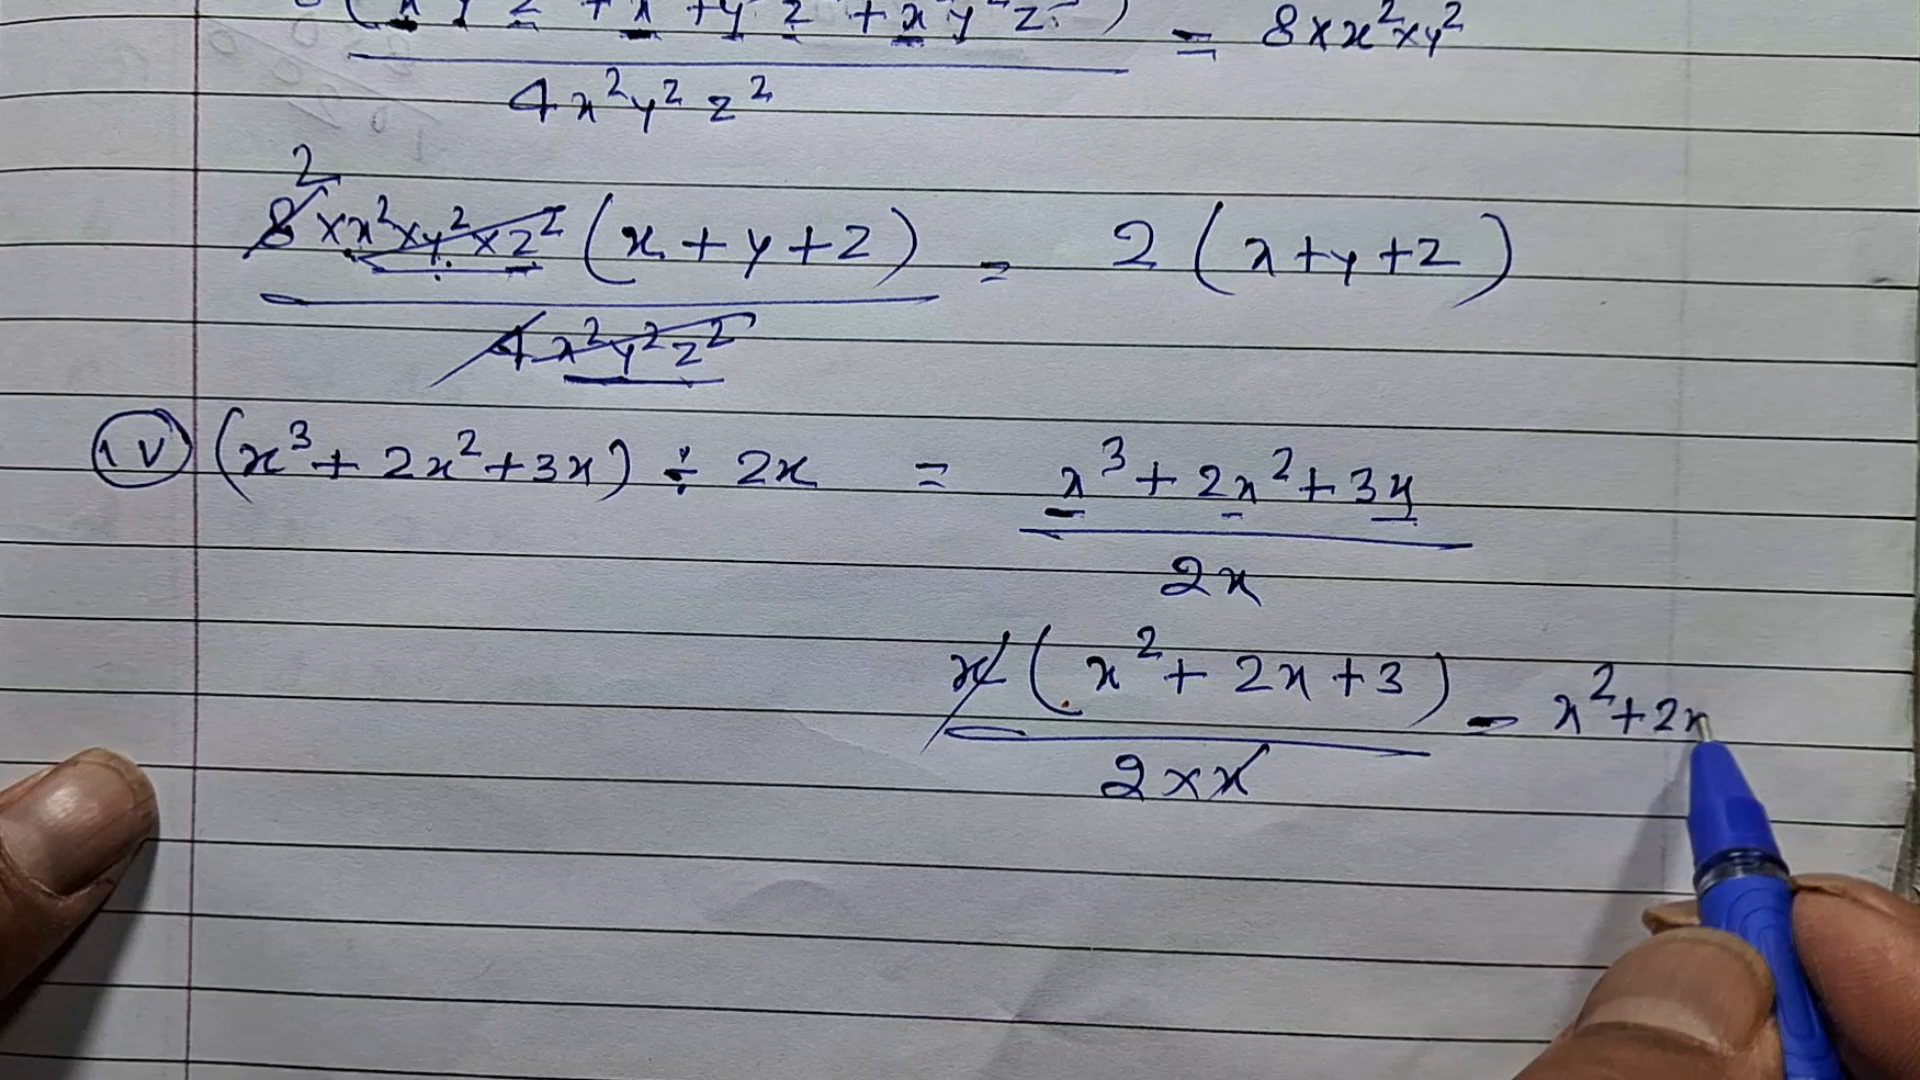 = 8×x²×y²
4x²y²z²
2
8×x²×y²×z² (x+y+z) = 2(x+y+z)
4x²y²z²
iv (x³+2x²+3x) ÷ 2x = x³+2x²+3x
2x
x(x²+2x+3) = x²+2x
2×x